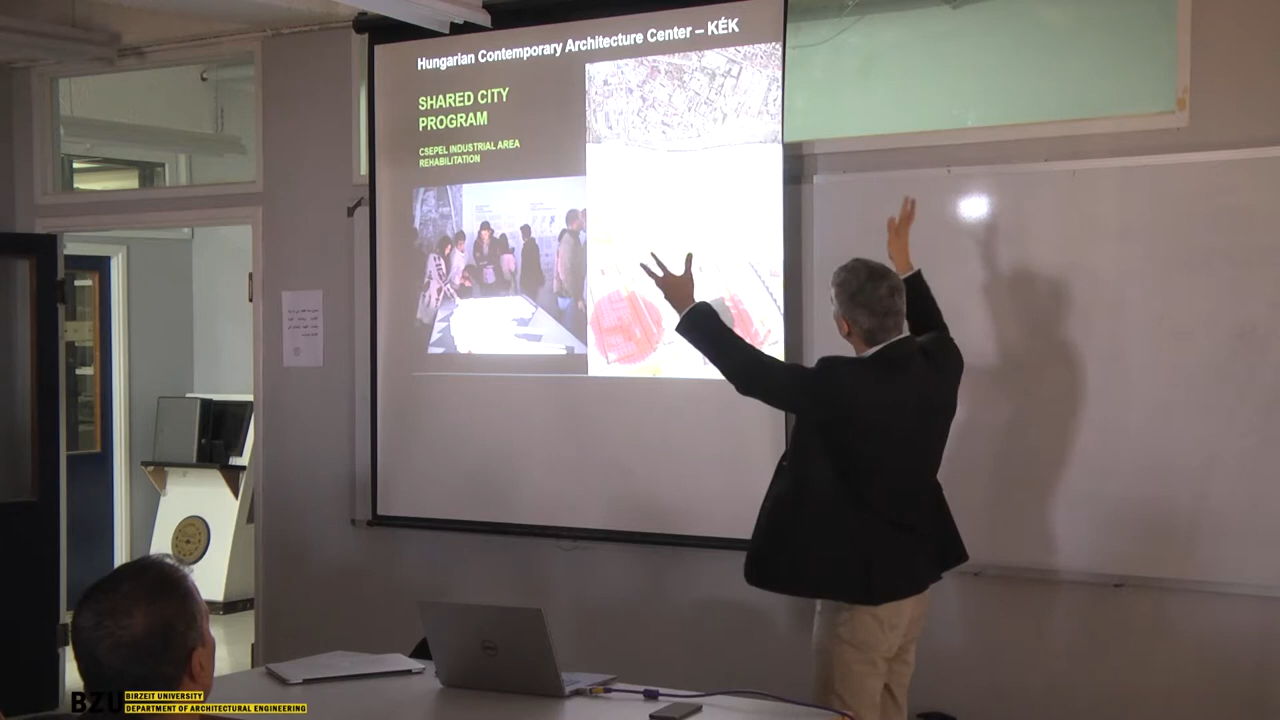 Hungarian Contemporary Architecture Center – KÉK
SHARED CITY
PROGRAM
CSEPEL INDUSTRIAL AREA
REHABILITATION
DELL
BZU
BIRZEIT UNIVERSITY
DEPARTMENT OF ARCHITECTURAL ENGINEERING